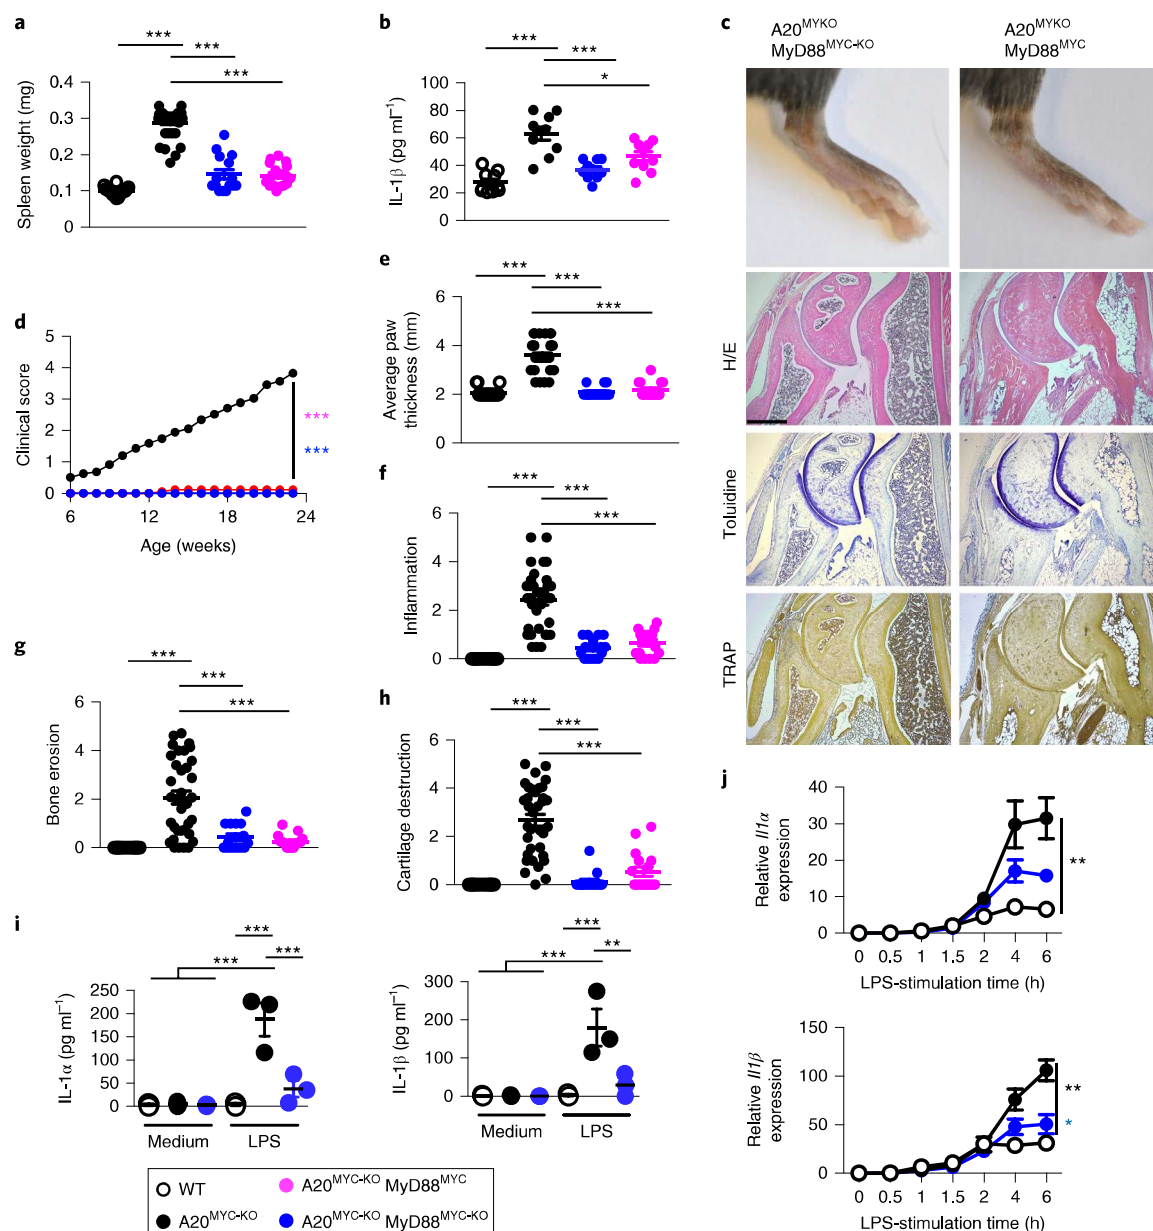 a
***
***
***
Spleen weight (mg)
0.4
0.3
0.2
0.1
0
b
***
***
*
IL-1β (pg ml−1)
100
80
60
40
20
0
c
A20MYKO
MyD88MYC-KO
A20MYKO
MyD88MYC
H/E
Toluidine
TRAP
d
Clinical score
5
4
3
2
1
0
***
***
6
12
18
24
Age (weeks)
e
***
***
***
Average paw
thickness (mm)
6
4
2
0
f
***
***
***
Inflammation
6
4
2
0
g
***
***
***
Bone erosion
6
4
2
0
h
***
***
***
Cartilage destruction
6
4
2
0
i
***
***
***
IL-1α (pg ml−1)
250
200
150
100
50
0
Medium
LPS
***
***
**
IL-1β (pg ml−1)
300
200
100
0
Medium
LPS
j
Relative Il1α
expression
40
30
20
10
0
**
0 0.5 1 1.5 2 4 6
LPS-stimulation time (h)
Relative Il1β
expression
150
100
50
0
**
*
0 0.5 1 1.5 2 4 6
LPS-stimulation time (h)
WT
A20MYC-KO
A20MYC-KO MyD88MYC
A20MYC-KO MyD88MYC-KO